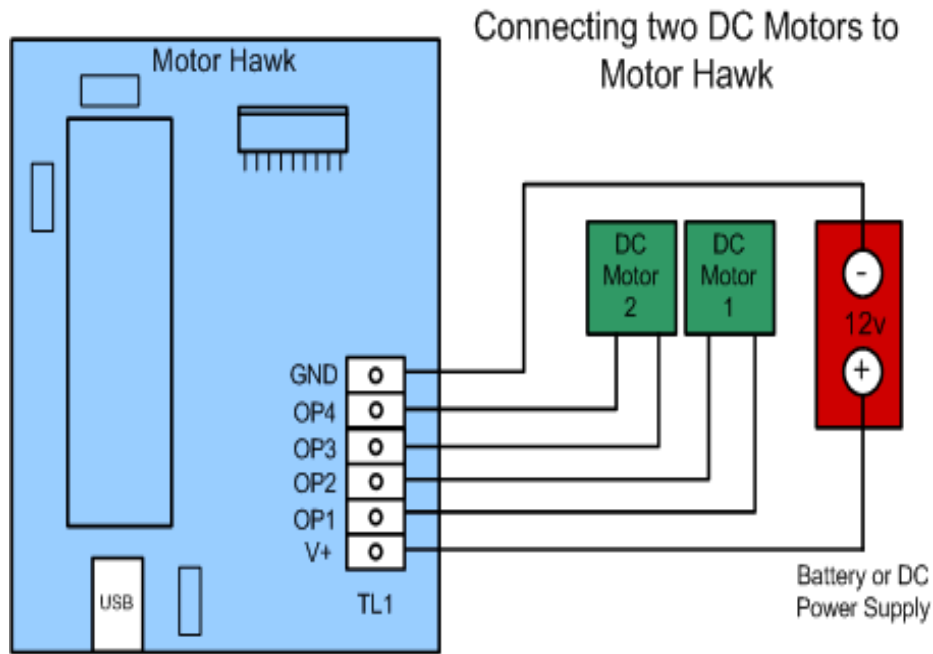 Connecting two DC Motors to
Motor Hawk
Motor Hawk
DC
Motor
2
DC
Motor
1
-
12v
+
GND
OP4
OP3
OP2
OP1
V+
TL1
USB
Battery or DC
Power Supply